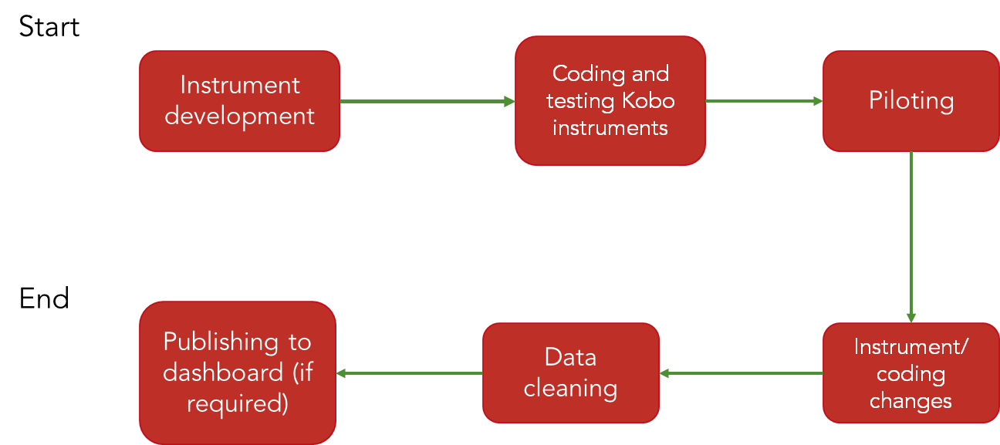 Start
Instrument
development
Coding and
testing Kobo
instruments
Piloting
End
Publishing to
dashboard (if
required)
Data
cleaning
Instrument/
coding
changes